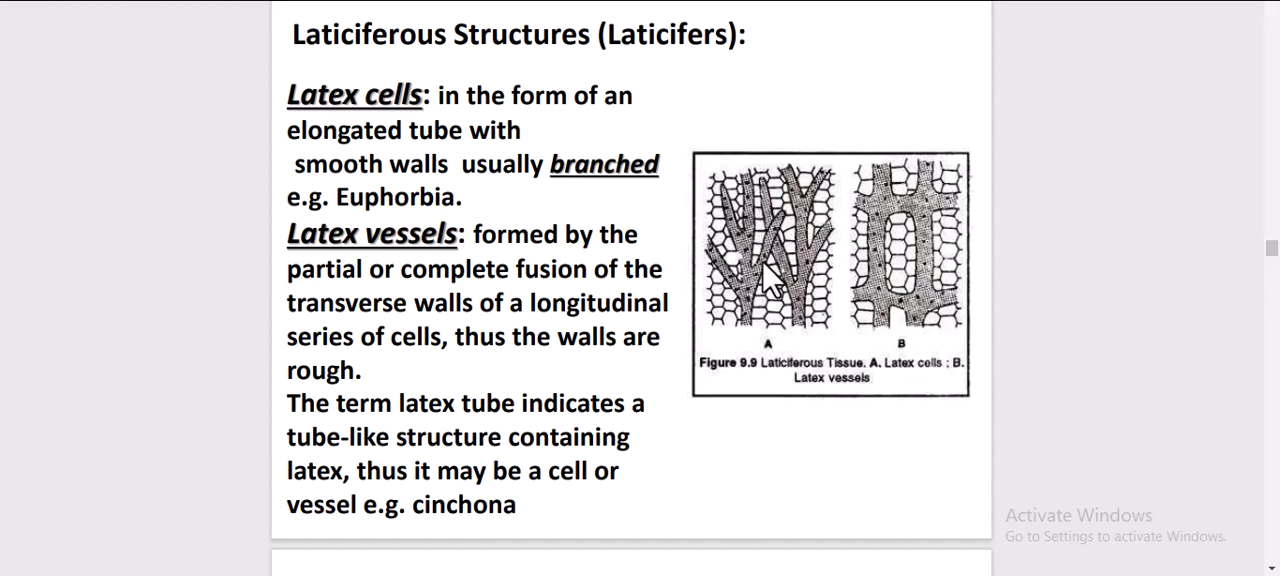 Laticiferous Structures (Laticifers):
Latex cells: in the form of an
elongated tube with
smooth walls usually branched
e.g. Euphorbia.
Latex vessels: formed by the
partial or complete fusion of the
transverse walls of a longitudinal
series of cells, thus the walls are
rough.
The term latex tube indicates a
tube-like structure containing
latex, thus it may be a cell or
vessel e.g. cinchona
A B
Figure 9.9 Laticiferous Tissue. A. Latex cells ; B.
Latex vessels
Activate Windows
Go to Settings to activate Windows.